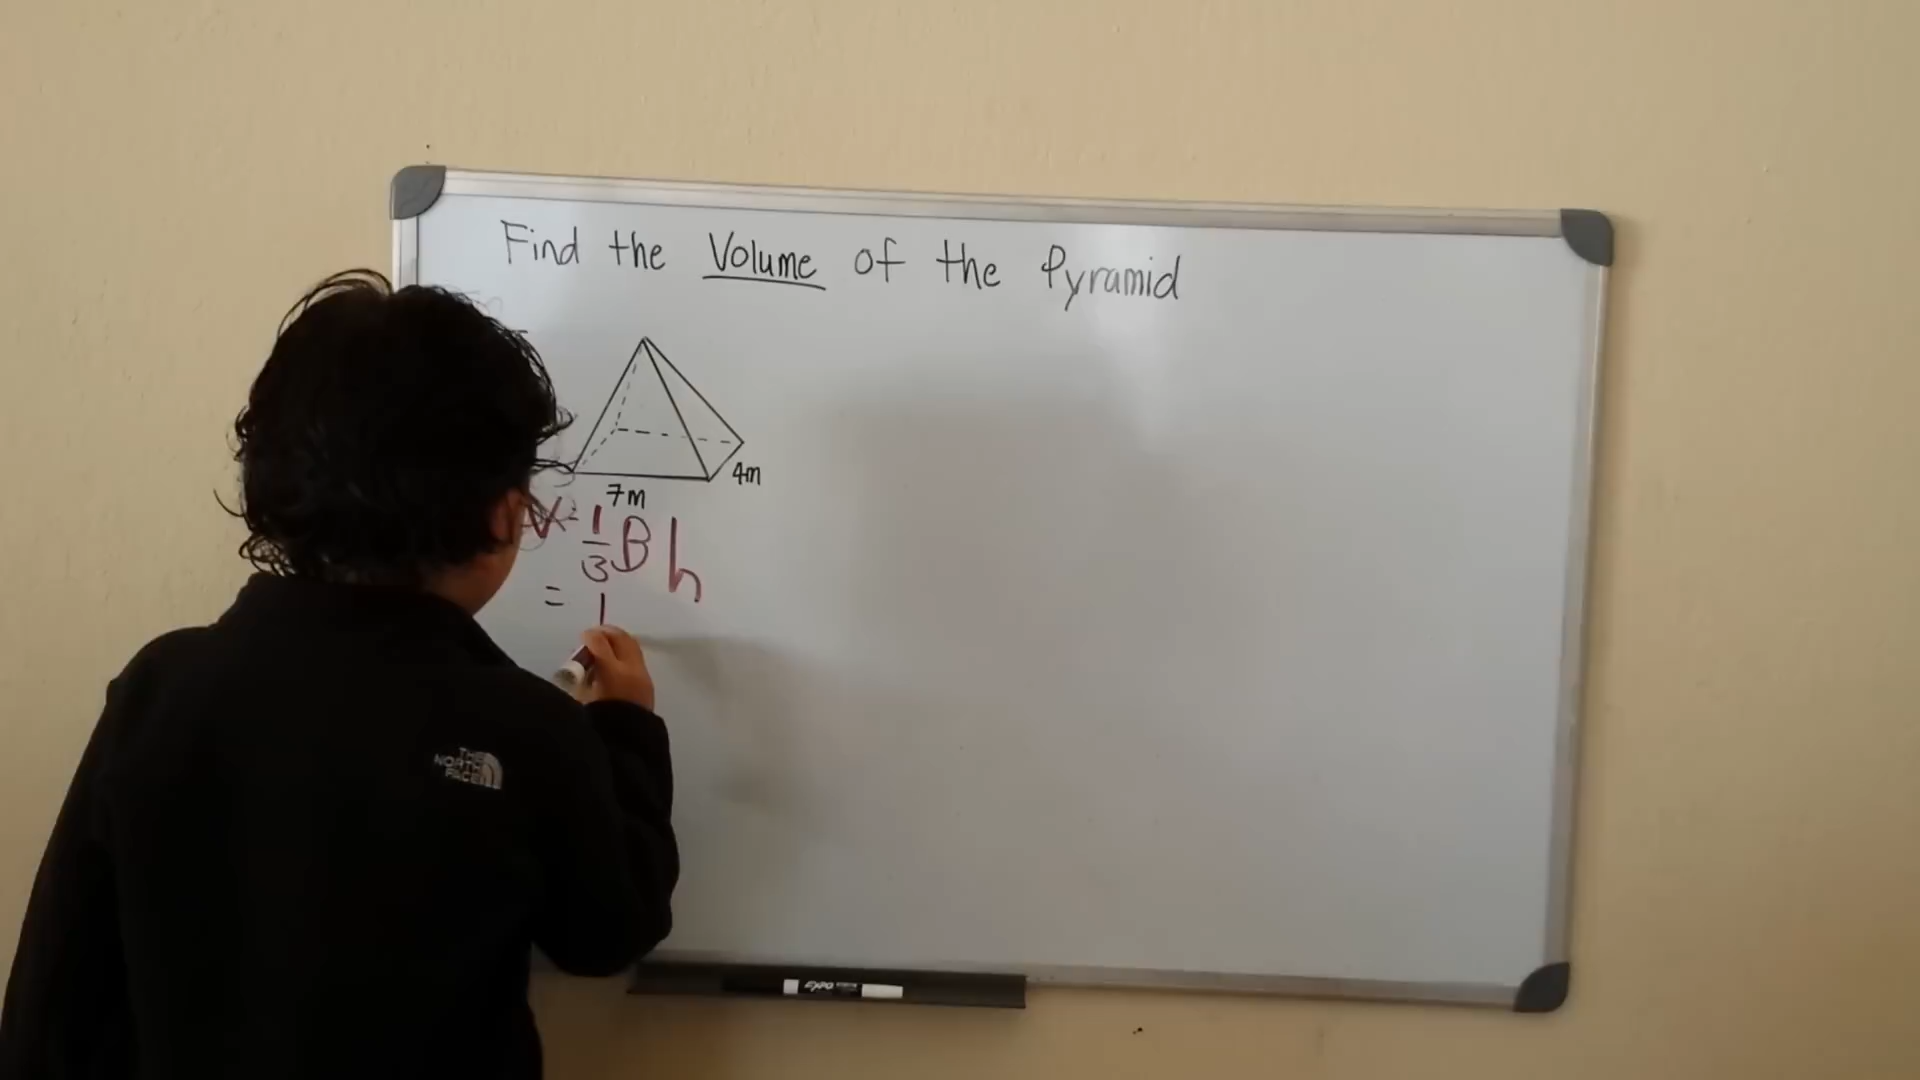 Find the Volume of the Pyramid
4m
7m
V = 1/3 B h
= 1
THE
NORTH
FACE
EXPO